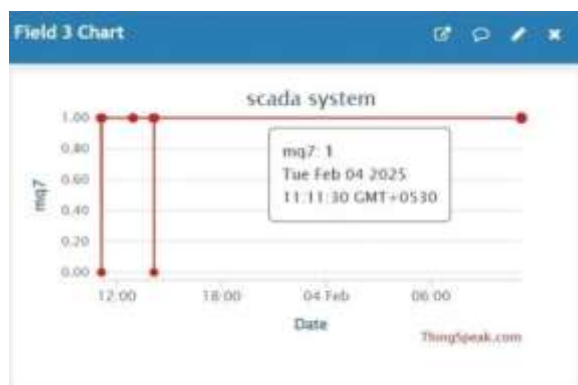 Field 3 Chart
scada system
1.00
0.80
0.60
0.40
0.20
0.00
mq7
mq7: 1
Tue Feb 04 2025
11:11:30 GMT+0530
12:00 18:00 04 Feb 06:00
Date
ThingSpeak.com